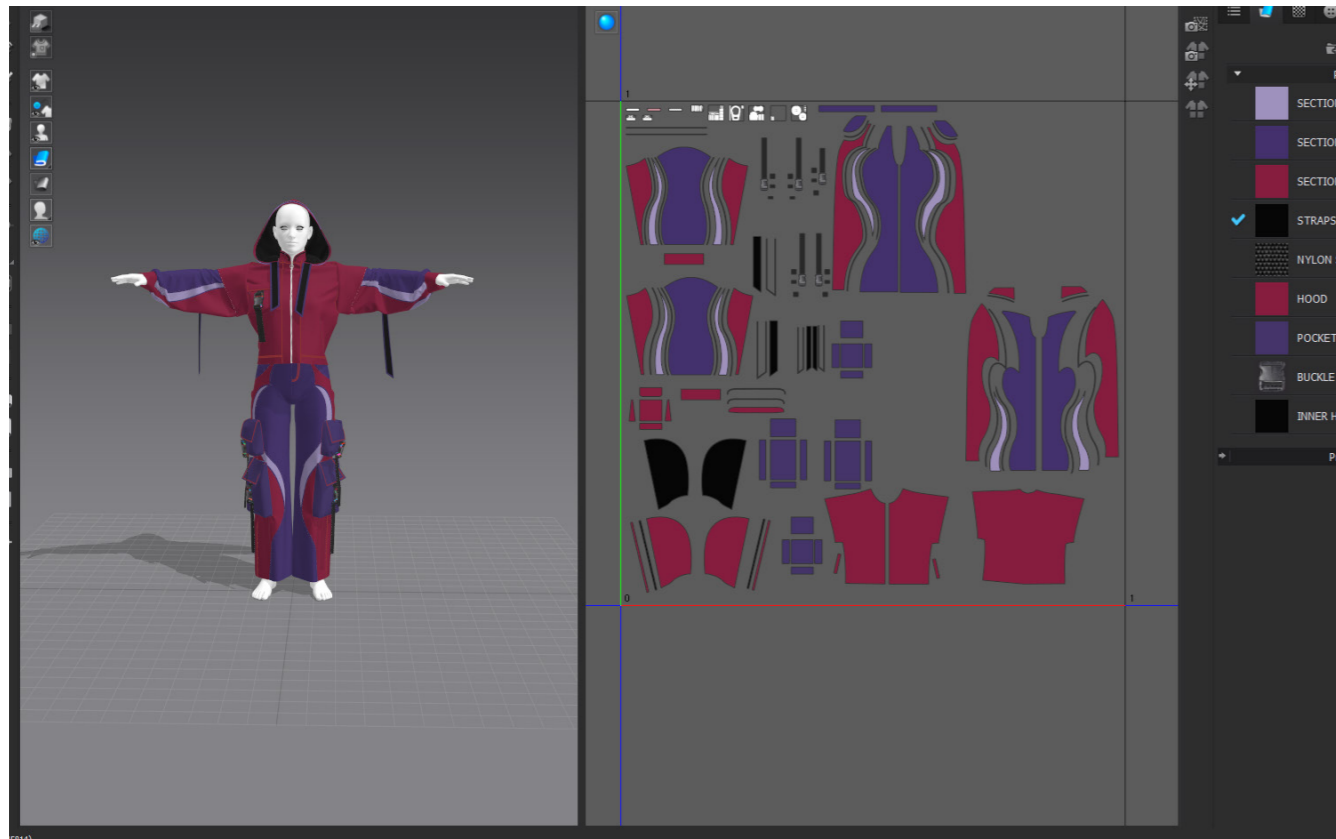 1
0
1
SECTION
SECTION
SECTION
STRAPS
NYLON
HOOD
POCKET
BUCKLE
INNER H